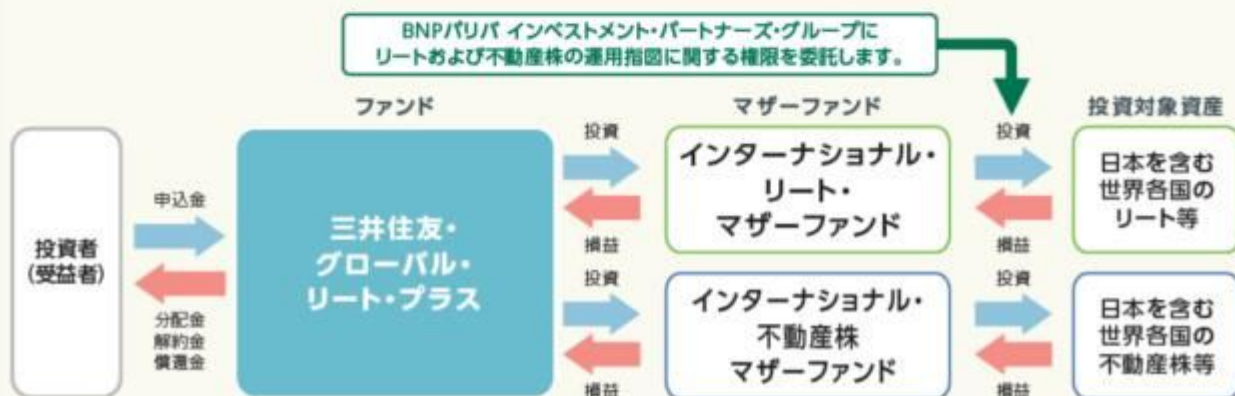 BNPパリバ インベストメント・パートナーズ・グループに
リートおよび不動産株の運用指図に関する権限を委託します。
ファンド
マザーファンド
投資対象資産
投資者
(受益者)
申込金
分配金
解約金
償還金
三井住友・
グローバル・
リート・プラス
投資
損益
インターナショナル・
リート・
マザーファンド
投資
損益
日本を含む
世界各国の
リート等
投資
損益
インターナショナル・
不動産株
マザーファンド
投資
損益
日本を含む
世界各国の
不動産株等